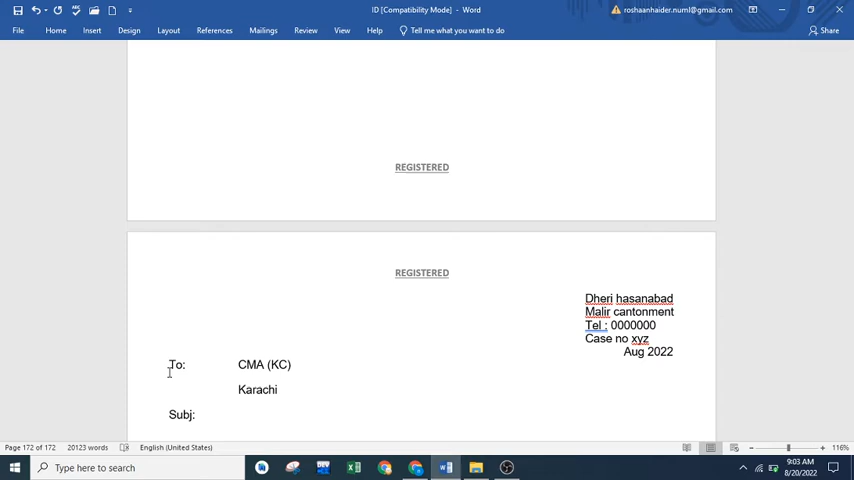 ID [Compatibility Mode] - Word
roshaanhaider.numl@gmail.com
File Home Insert Design Layout References Mailings Review View Help Tell me what you want to do Share
REGISTERED
REGISTERED
Dheri hasanabad
Malir cantonment
Tel : 0000000
Case no xyz
Aug 2022
To: CMA (KC)
Karachi
Subj:
Page 172 of 172 20123 words English (United States) 116%
Type here to search
9:03 AM
8/20/2022